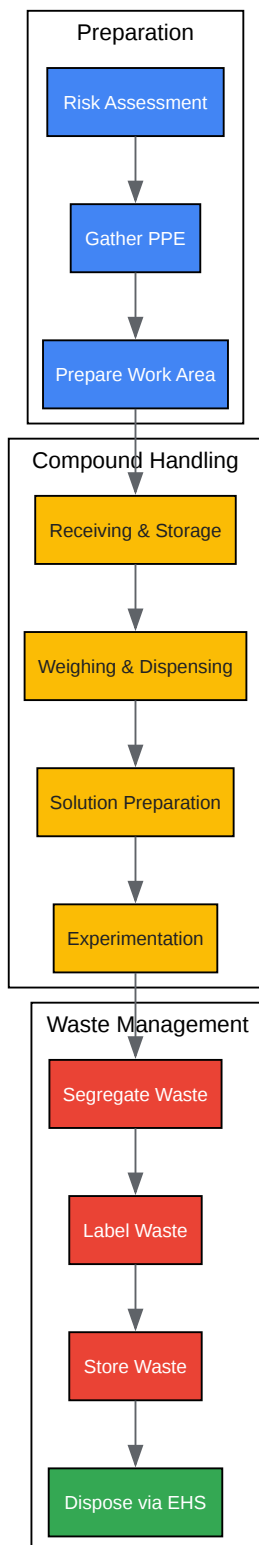 Preparation
Risk Assessment
Gather PPE
Prepare Work Area
Compound Handling
Receiving & Storage
Weighing & Dispensing
Solution Preparation
Experimentation
Waste Management
Segregate Waste
Label Waste
Store Waste
Dispose via EHS